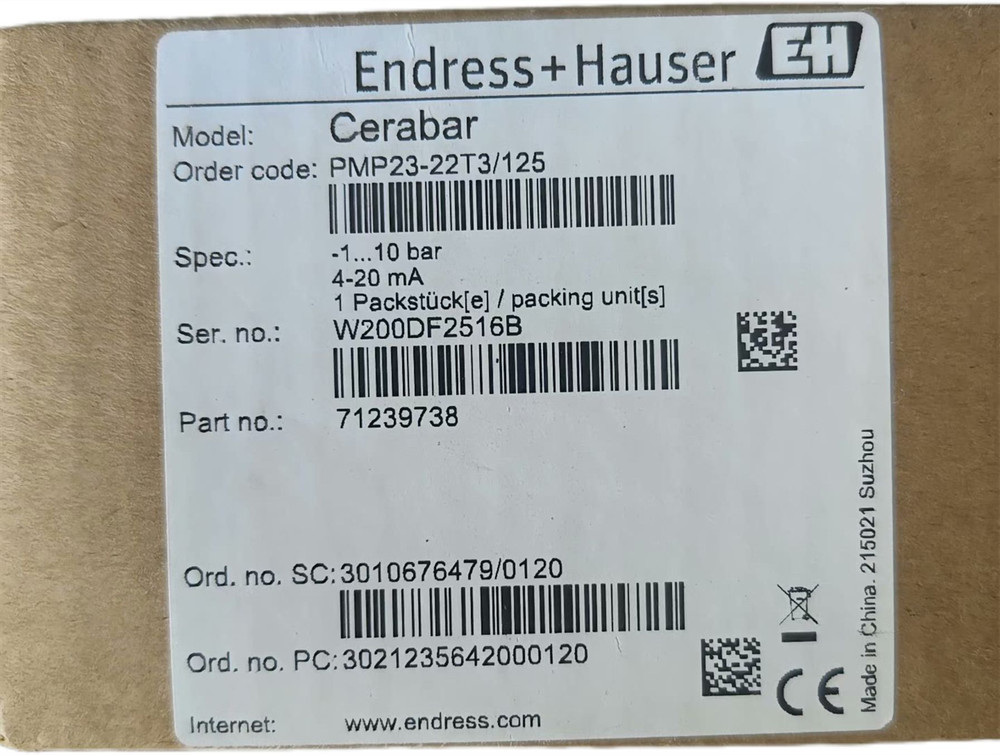 Endress+Hauser EH
Model: Cerabar
Order code: PMP23-22T3/125
Spec.: -1...10 bar
4-20 mA
1 Packstück[e] / packing unit[s]
Ser. no.: W200DF2516B
Part no.: 71239738
Ord. no. SC: 3010676479/0120
Ord. no. PC: 3021235642000120
Internet: www.endress.com
CE
Made in China. 215021 Suzhou